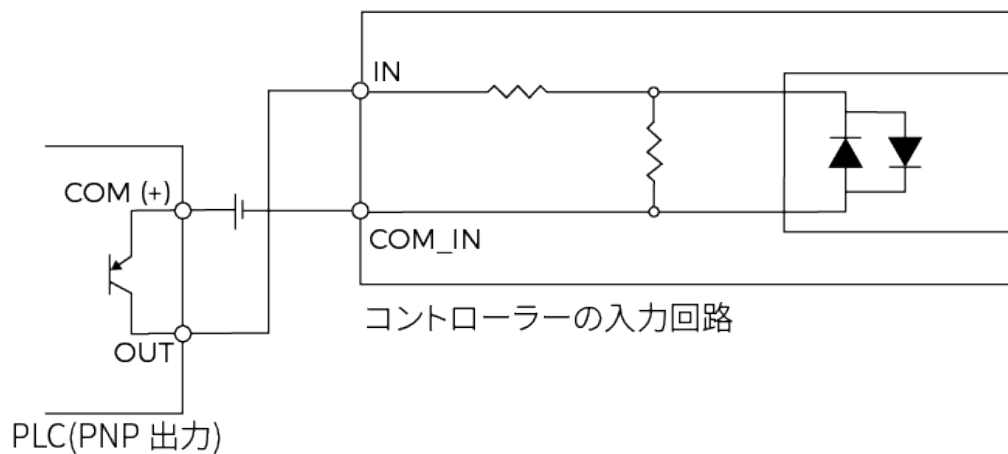 IN
COM (+)
COM_IN
コントローラーの入力回路
OUT
PLC(PNP 出力)